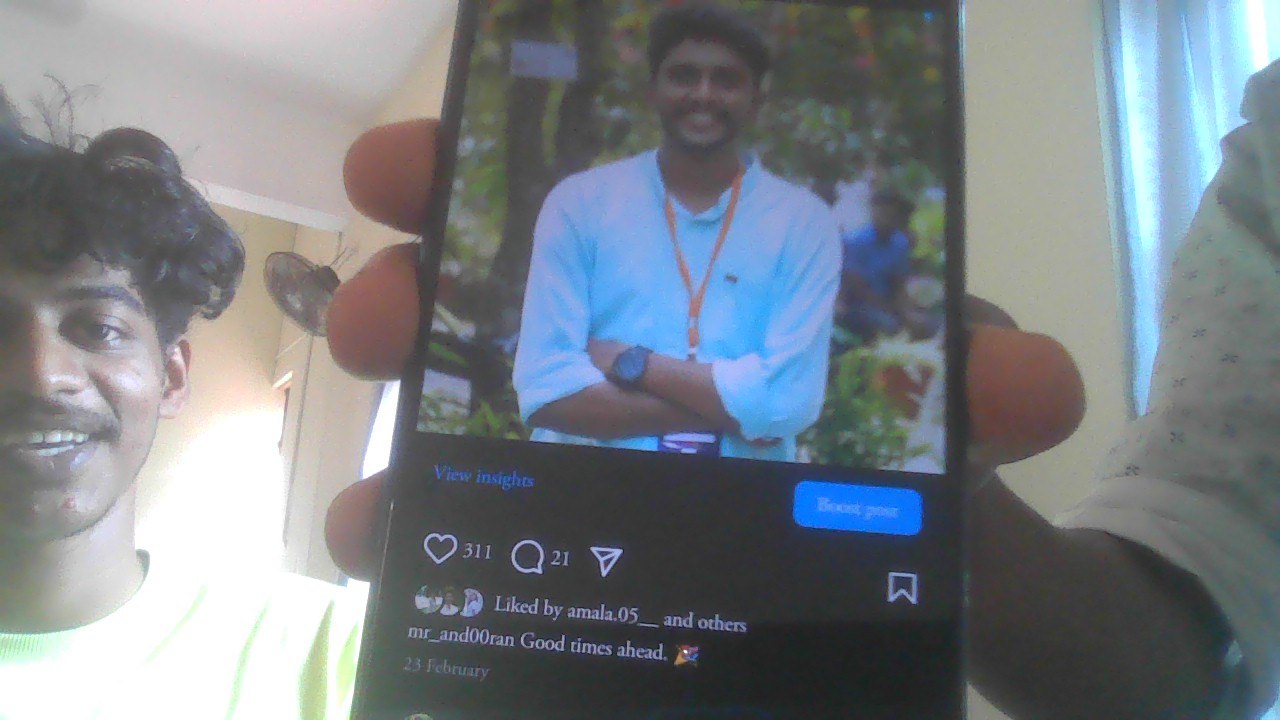 View insights
Boost post
311 21
Liked by amala.05__ and others
mr_and00ran Good times ahead. 🎉
23 February